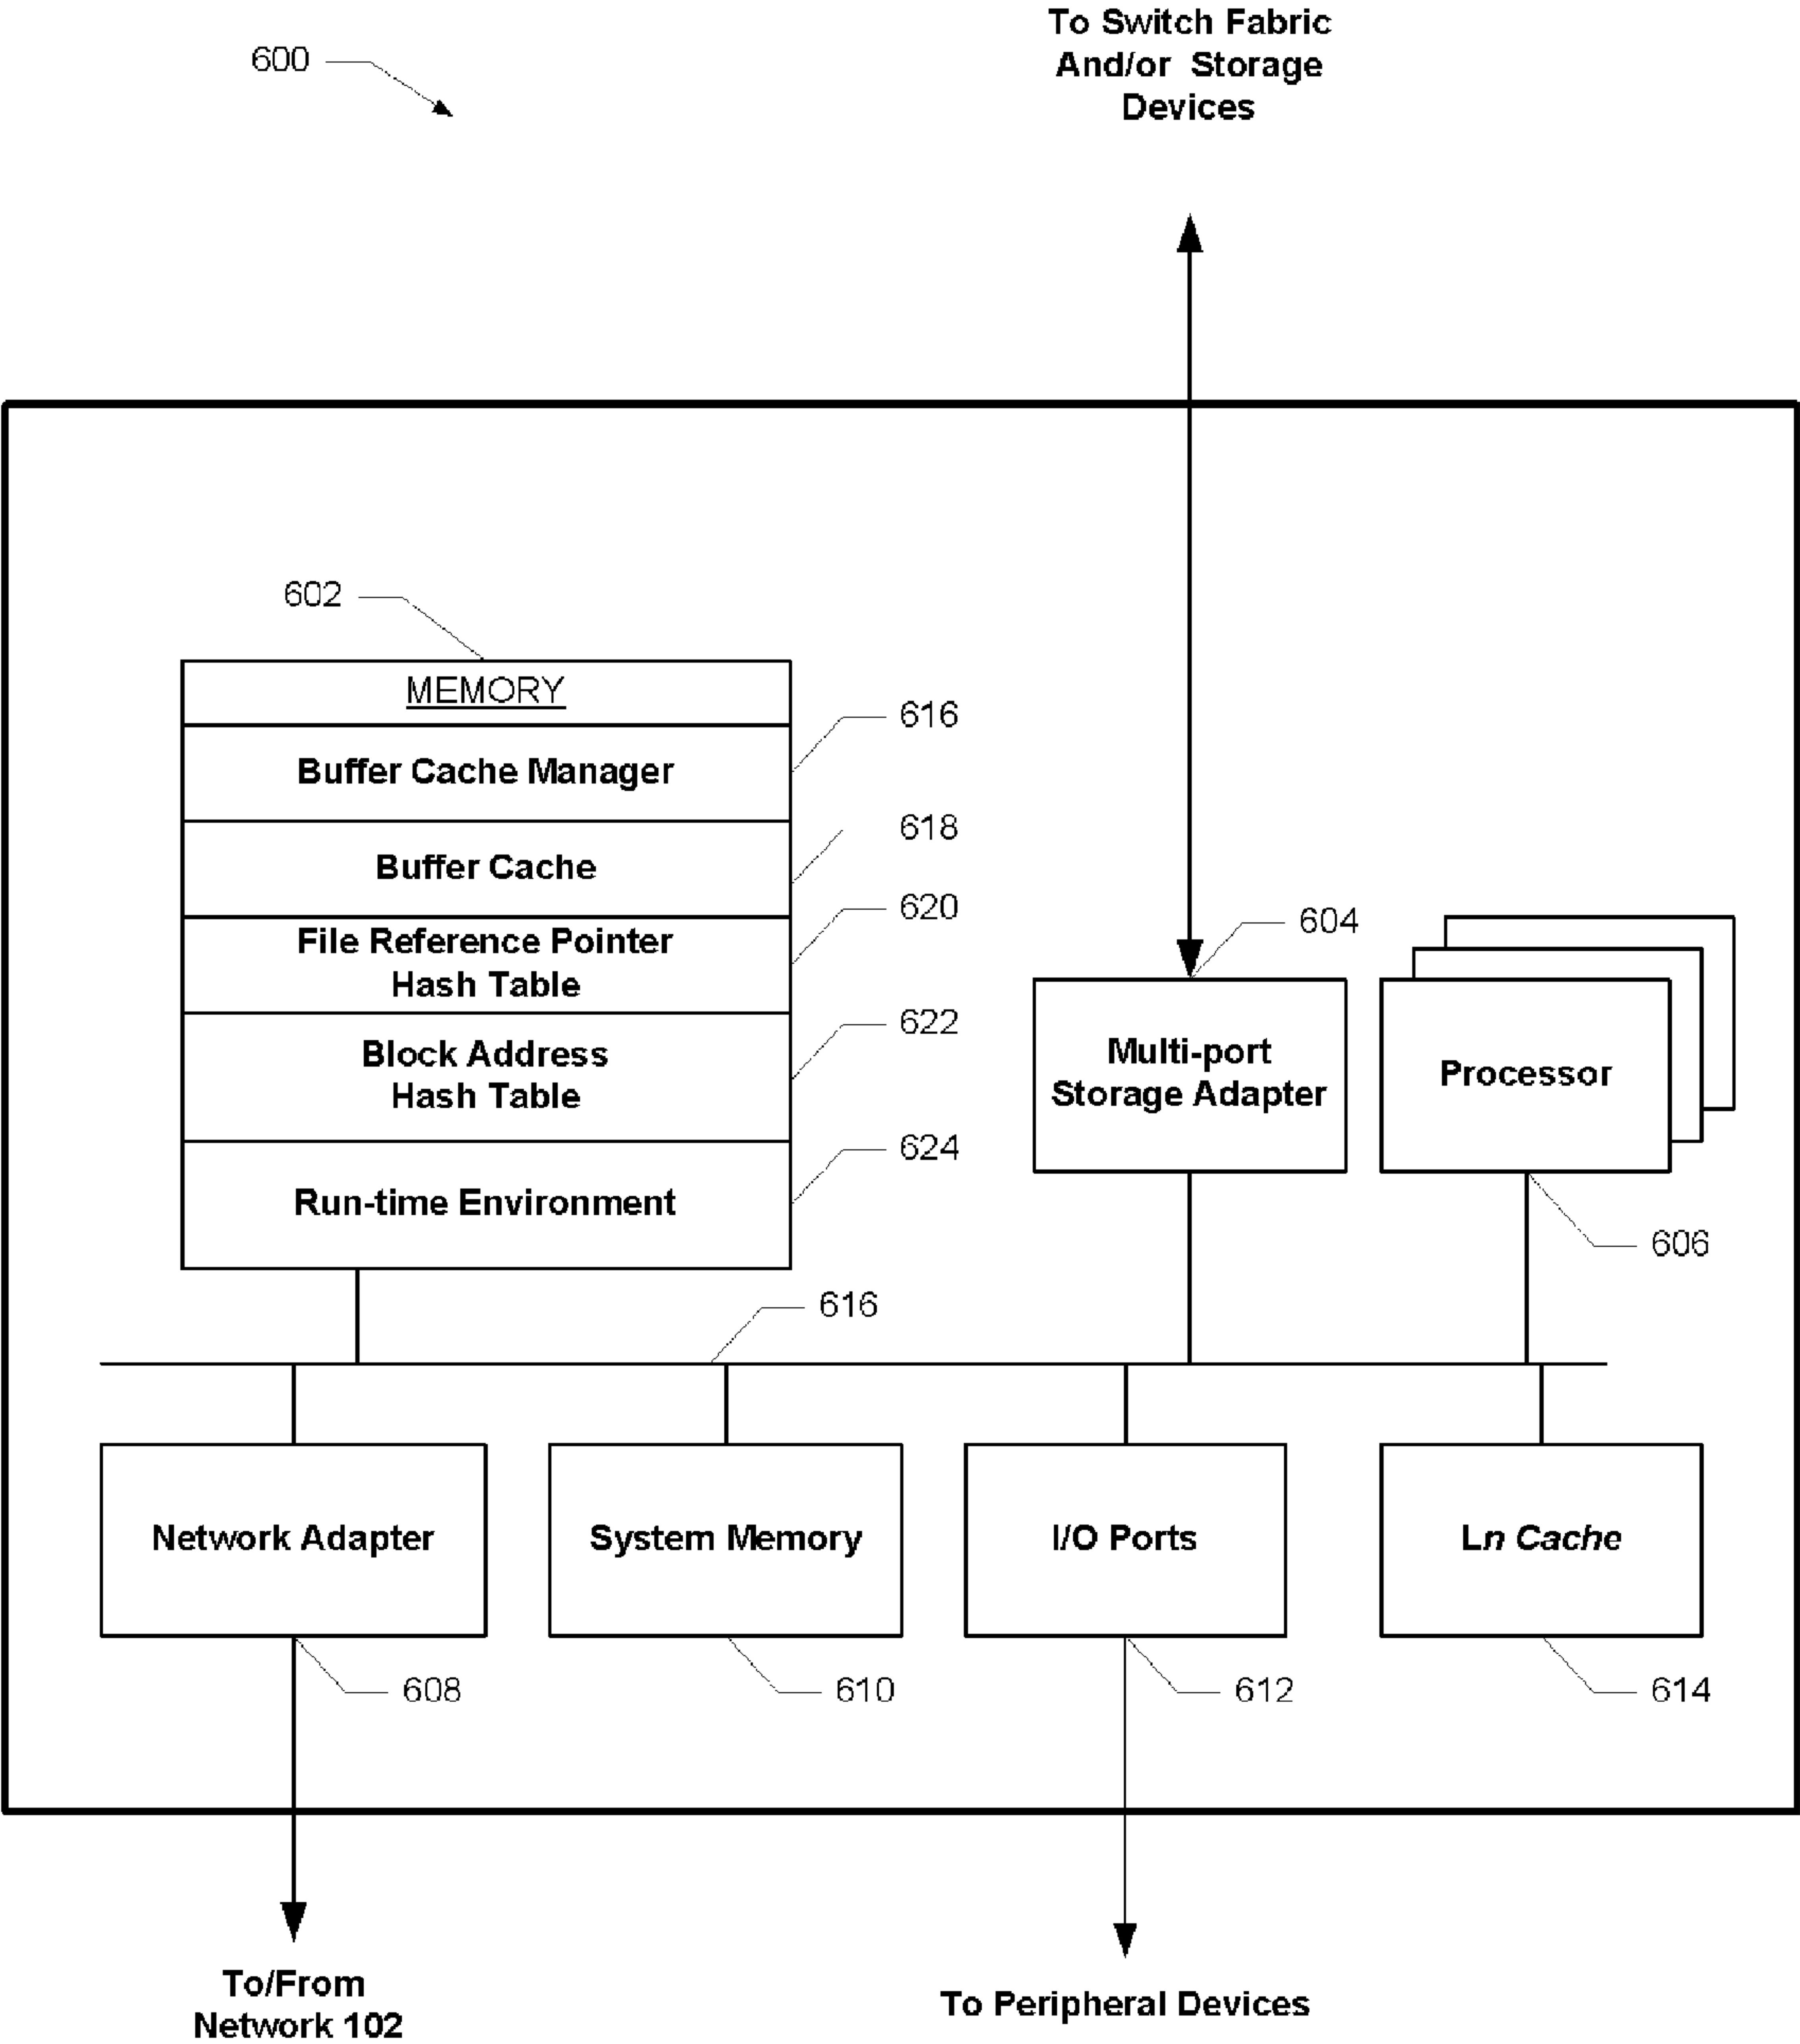 To Switch Fabric
And/or Storage
Devices
600
602
MEMORY
616
Buffer Cache Manager
618
Buffer Cache
620
File Reference Pointer
Hash Table
622
Block Address
Hash Table
624
Run-time Environment
604
Multi-port
Storage Adapter
Processor
606
616
Network Adapter
System Memory
I/O Ports
Ln Cache
608
610
612
614
To/From
Network 102
To Peripheral Devices